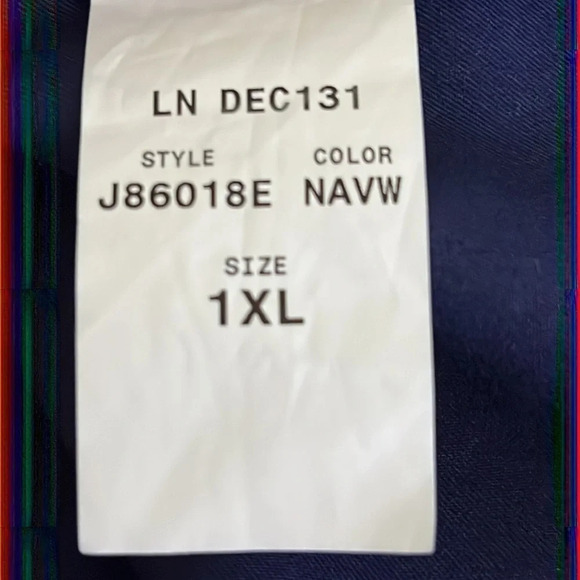 LN DEC131
STYLE COLOR
J86018E NAVW
SIZE
1XL